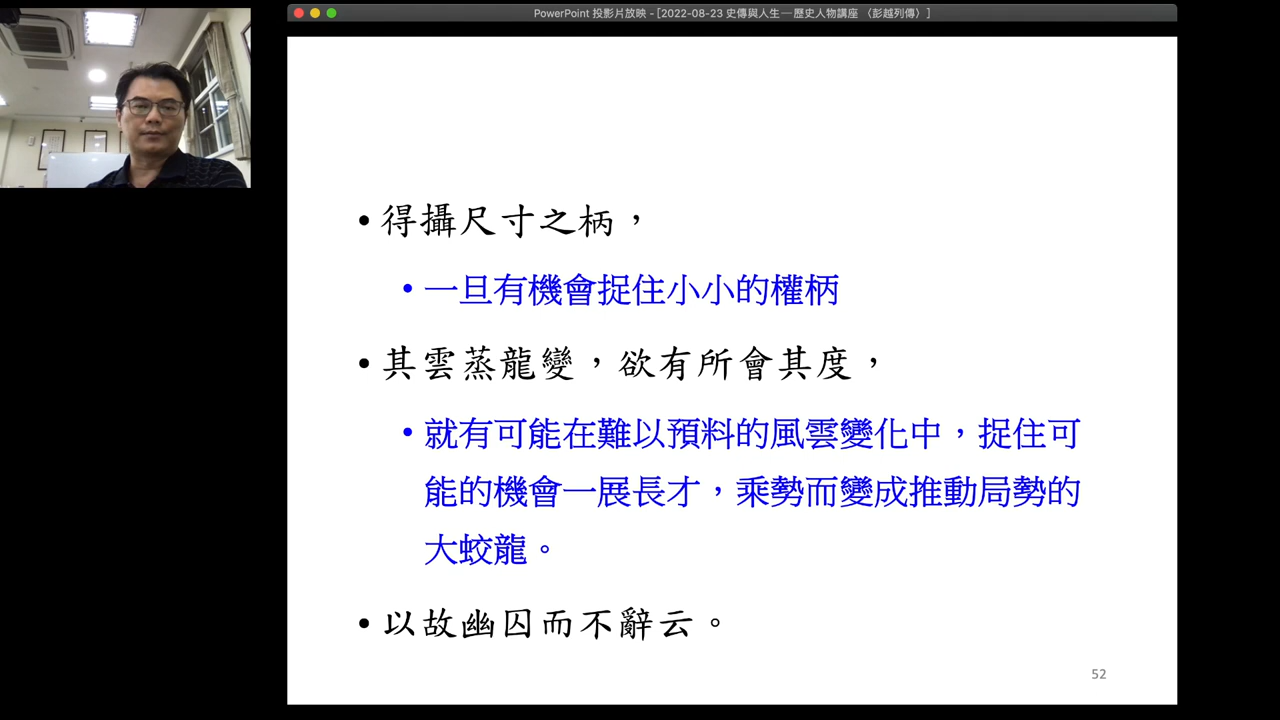 PowerPoint 投影片放映 - [2022-08-23 史傳與人生—歷史人物講座 〈彭越列傳〉]
• 得攝尺寸之柄，
• 一旦有機會捉住小小的權柄
• 其雲蒸龍變，欲有所會其度，
• 就有可能在難以預料的風雲變化中，捉住可
能的機會一展長才，乘勢而變成推動局勢的
大蛟龍。
• 以故幽囚而不辭云。
52